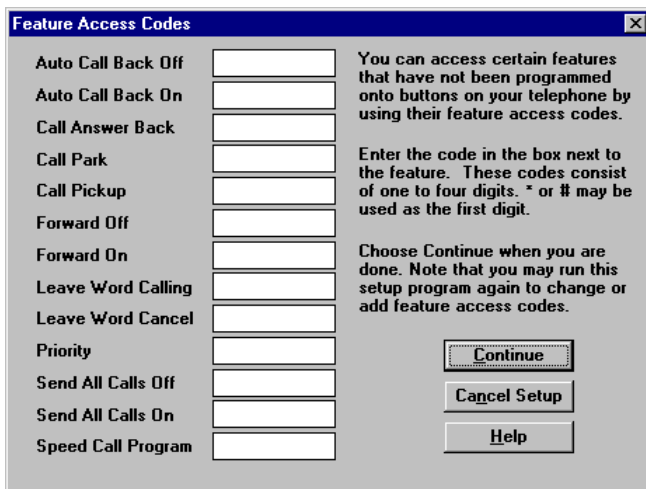 Feature Access Codes
Auto Call Back Off
Auto Call Back On
Call Answer Back
Call Park
Call Pickup
Forward Off
Forward On
Leave Word Calling
Leave Word Cancel
Priority
Send All Calls Off
Send All Calls On
Speed Call Program
You can access certain features
that have not been programmed
onto buttons on your telephone by
using their feature access codes.
Enter the code in the box next to
the feature. These codes consist
of one to four digits. * or # may be
used as the first digit.
Choose Continue when you are
done. Note that you may run this
setup program again to change or
add feature access codes.
Continue
Cancel Setup
Help